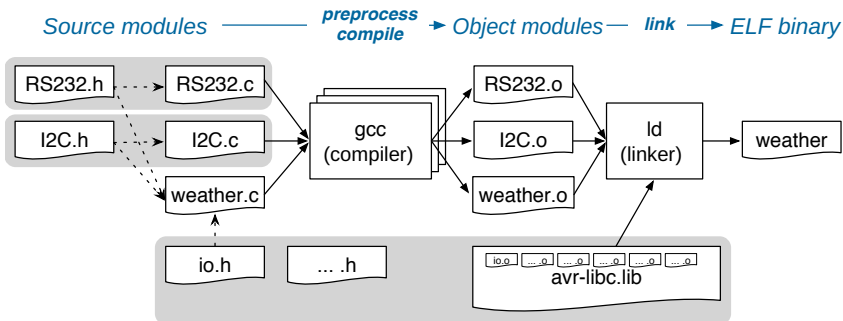 Source modules
preprocess
compile
Object modules
link
ELF binary
RS232.h
RS232.c
RS232.o
I2C.h
I2C.c
gcc
(compiler)
I2C.o
ld
(linker)
weather
weather.c
weather.o
io.h
... .h
io.o
... .o
... .o
... .o
... .o
... .o
avr-libc.lib